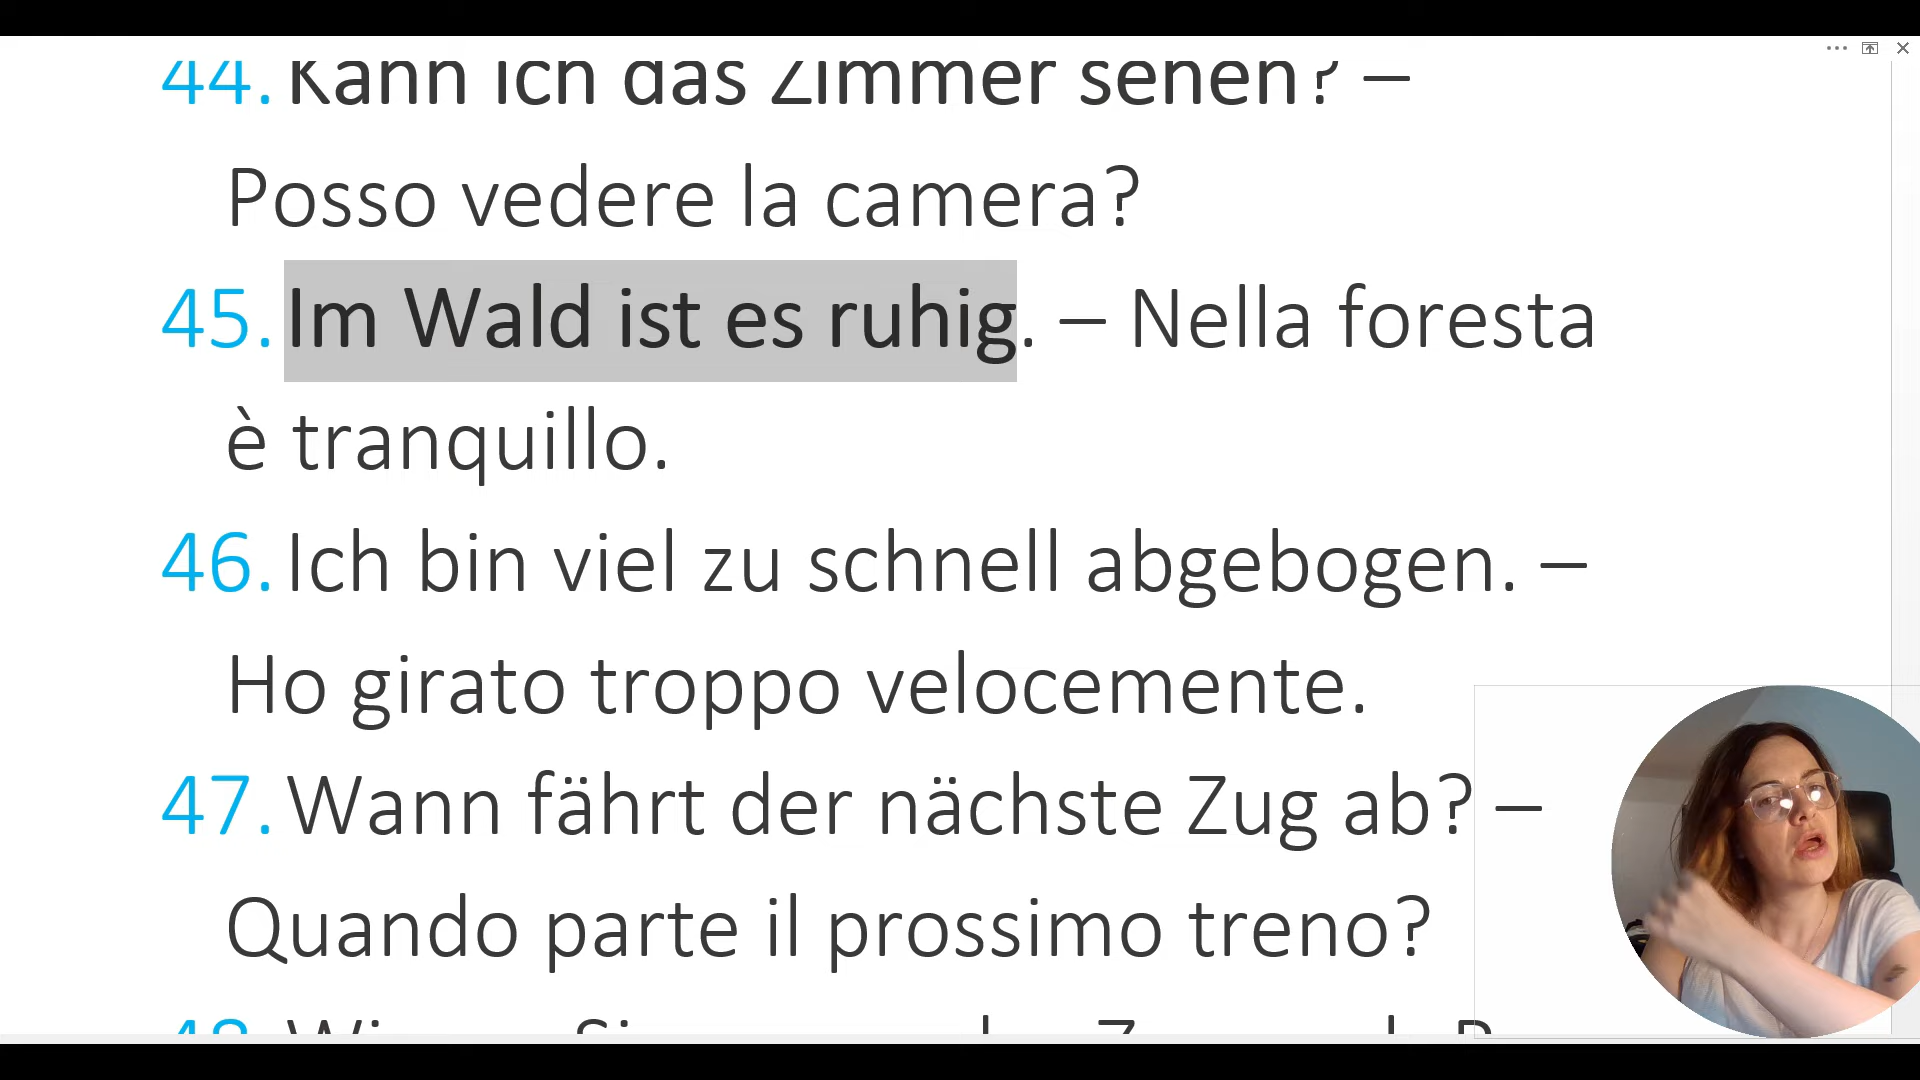 44. Kann ich das Zimmer sehen? –
Posso vedere la camera?
45. Im Wald ist es ruhig. – Nella foresta
è tranquillo.
46. Ich bin viel zu schnell abgebogen. –
Ho girato troppo velocemente.
47. Wann fährt der nächste Zug ab? –
Quando parte il prossimo treno?
48.